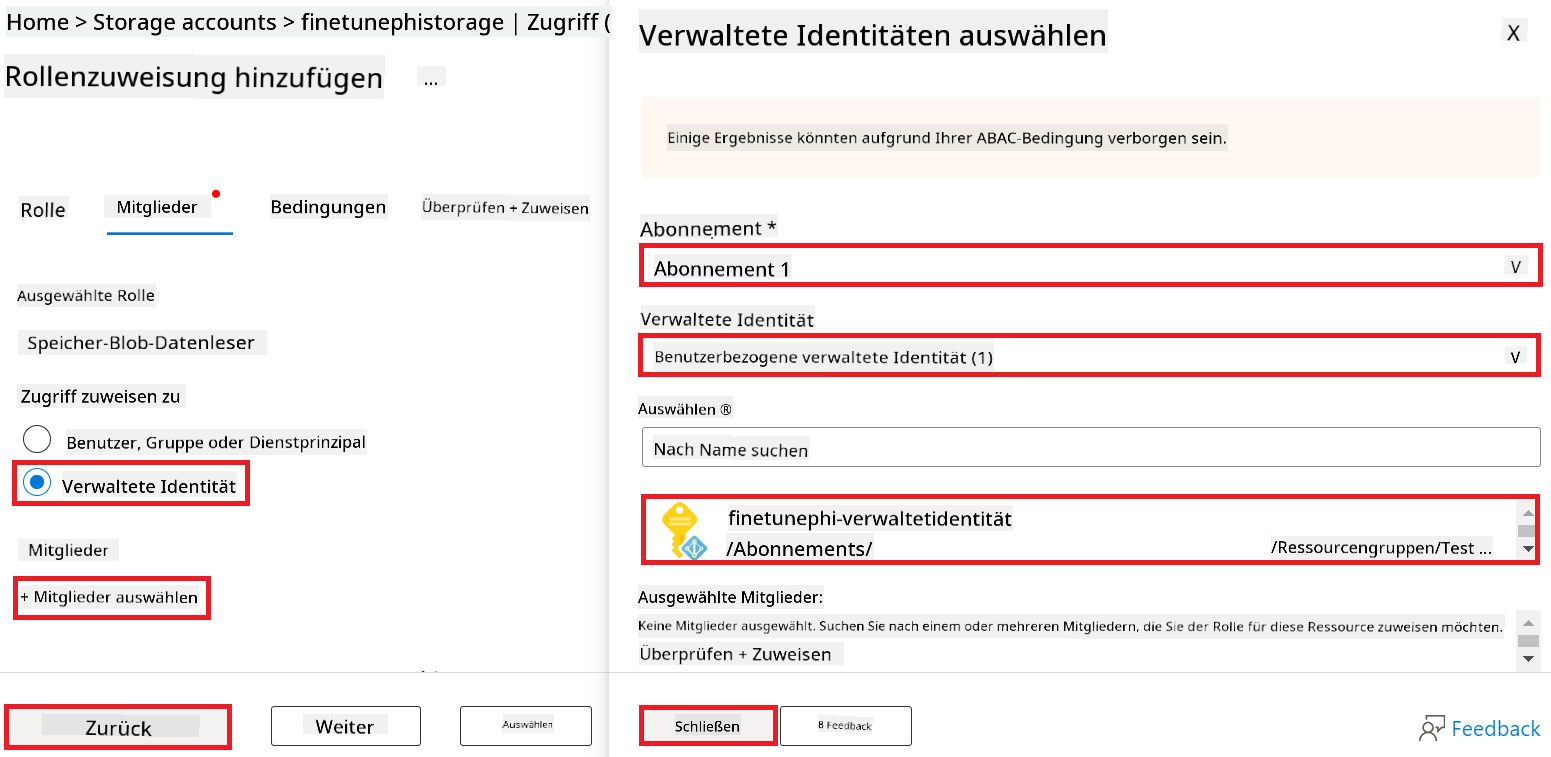 Home > Storage accounts > finetunephistorage | Zugriff (
Rollenzuweisung hinzufügen ...
Rolle Mitglieder Bedingungen Überprüfen + Zuweisen
Ausgewählte Rolle
Speicher-Blob-Datenleser
Zugriff zuweisen zu
Benutzer, Gruppe oder Dienstprinzipal
Verwaltete Identität
Mitglieder
+ Mitglieder auswählen
Zurück Weiter Auswählen
Verwaltete Identitäten auswählen X
Einige Ergebnisse könnten aufgrund Ihrer ABAC-Bedingung verborgen sein.
Abonnement *
Abonnement 1 V
Verwaltete Identität
Benutzerbezogene verwaltete Identität (1) V
Auswählen ®
Nach Name suchen
finetunephi-verwaltetidentität
/Abonnements/ /Ressourcengruppen/Test ...
Ausgewählte Mitglieder:
Keine Mitglieder ausgewählt. Suchen Sie nach einem oder mehreren Mitgliedern, die Sie der Rolle für diese Ressource zuweisen möchten.
Überprüfen + Zuweisen
Schließen 8 Feedback Feedback